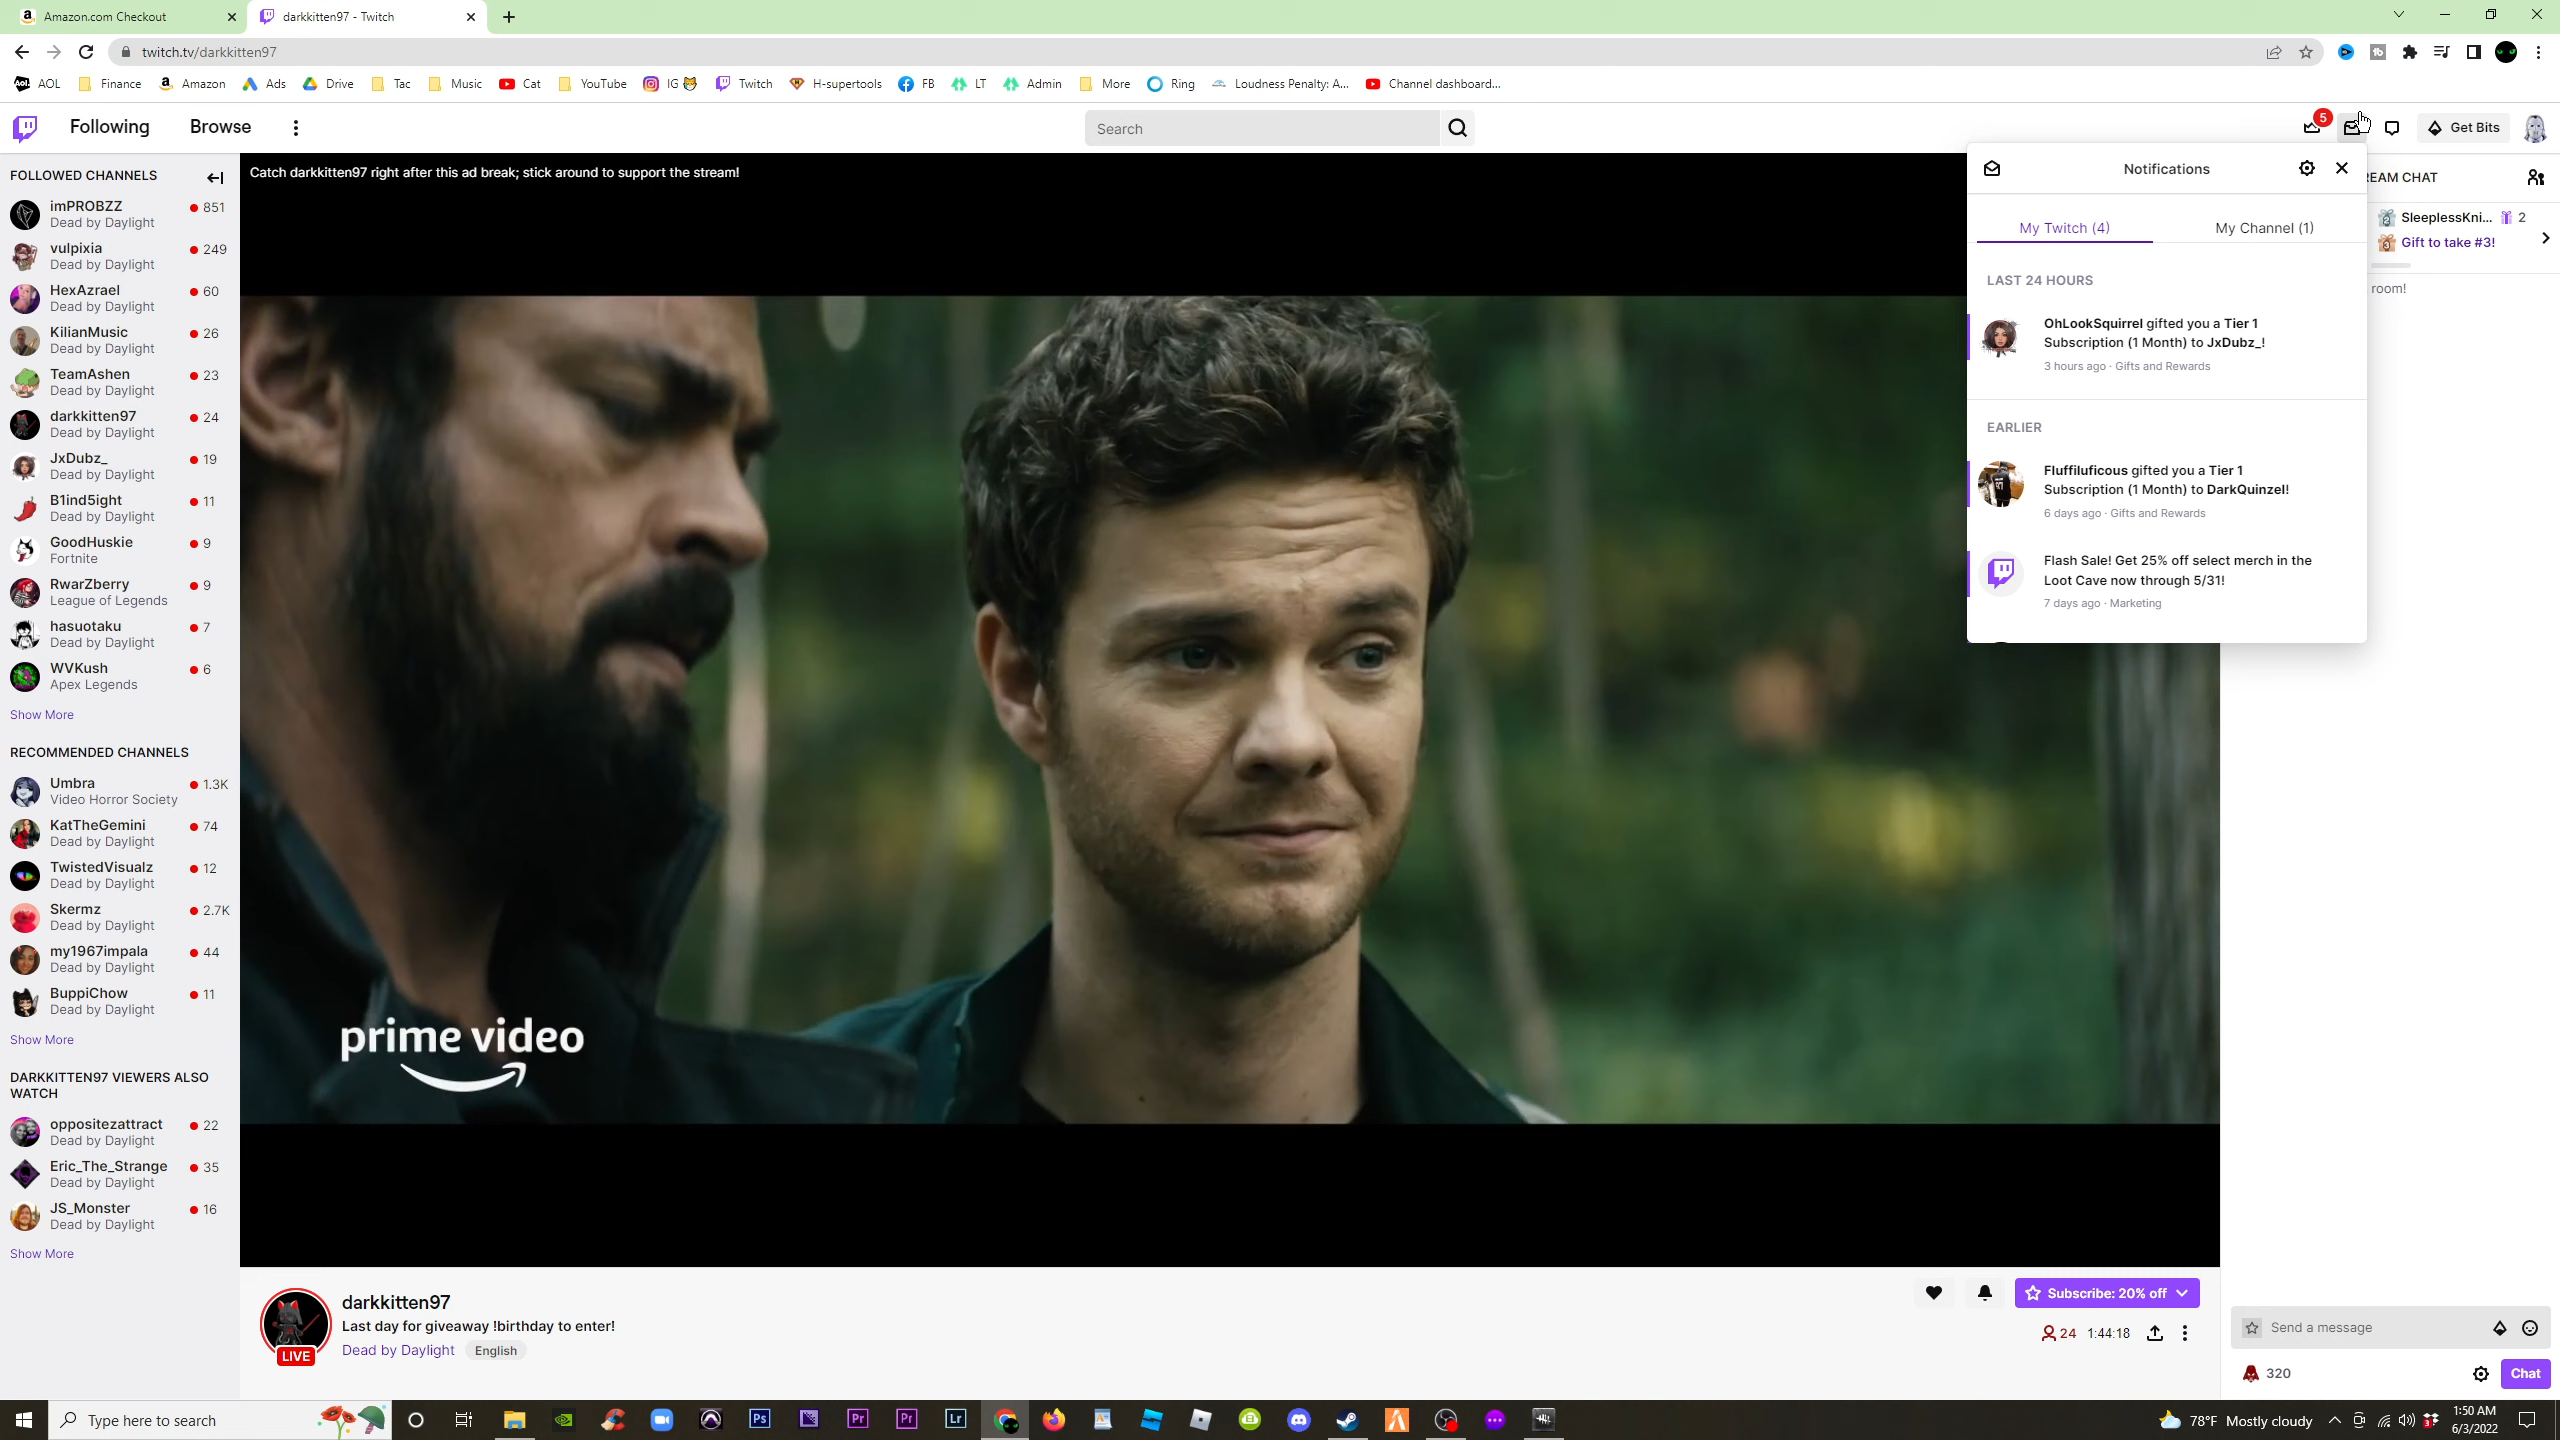 Amazon.com Checkout
darkkitten97 - Twitch
twitch.tv/darkkitten97
AOL Finance Amazon Ads Drive Tac Music Cat YouTube IG Twitch H-supertools FB LT Admin More Ring Loudness Penalty: A... Channel dashboard...
Following Browse
Search
5
Get Bits
FOLLOWED CHANNELS
imPROBZZ 851
Dead by Daylight
vulpixia 249
Dead by Daylight
HexAzrael 60
Dead by Daylight
KilianMusic 26
Dead by Daylight
TeamAshen 23
Dead by Daylight
darkkitten97 24
Dead by Daylight
JxDubz_ 19
Dead by Daylight
B1ind5ight 11
Dead by Daylight
GoodHuskie 9
Fortnite
RwarZberry 9
League of Legends
hasuotaku 7
Dead by Daylight
WVKush 6
Apex Legends
Show More
RECOMMENDED CHANNELS
Umbra 1.3K
Video Horror Society
KatTheGemini 74
Dead by Daylight
TwistedVisualz 12
Dead by Daylight
Skermz 2.7K
Dead by Daylight
my1967impala 44
Dead by Daylight
BuppiChow 11
Dead by Daylight
Show More
DARKKITTEN97 VIEWERS ALSO
WATCH
oppositezattract 22
Dead by Daylight
Eric_The_Strange 35
Dead by Daylight
JS_Monster 16
Dead by Daylight
Show More
Catch darkkitten97 right after this ad break; stick around to support the stream!
prime video
Notifications
My Twitch (4) My Channel (1)
LAST 24 HOURS
OhLookSquirrel gifted you a Tier 1
Subscription (1 Month) to JxDubz_!
3 hours ago · Gifts and Rewards
EARLIER
Fluffiluficous gifted you a Tier 1
Subscription (1 Month) to DarkQuinzel!
6 days ago · Gifts and Rewards
Flash Sale! Get 25% off select merch in the
Loot Cave now through 5/31!
7 days ago · Marketing
EAM CHAT
SleeplessKni... 2
Gift to take #3!
room!
darkkitten97
Last day for giveaway !birthday to enter!
Dead by Daylight English
LIVE
Subscribe: 20% off
24 1:44:18
Send a message
320
Chat
Type here to search
Ps Pr Pr Lr
78°F Mostly cloudy
1:50 AM
6/3/2022